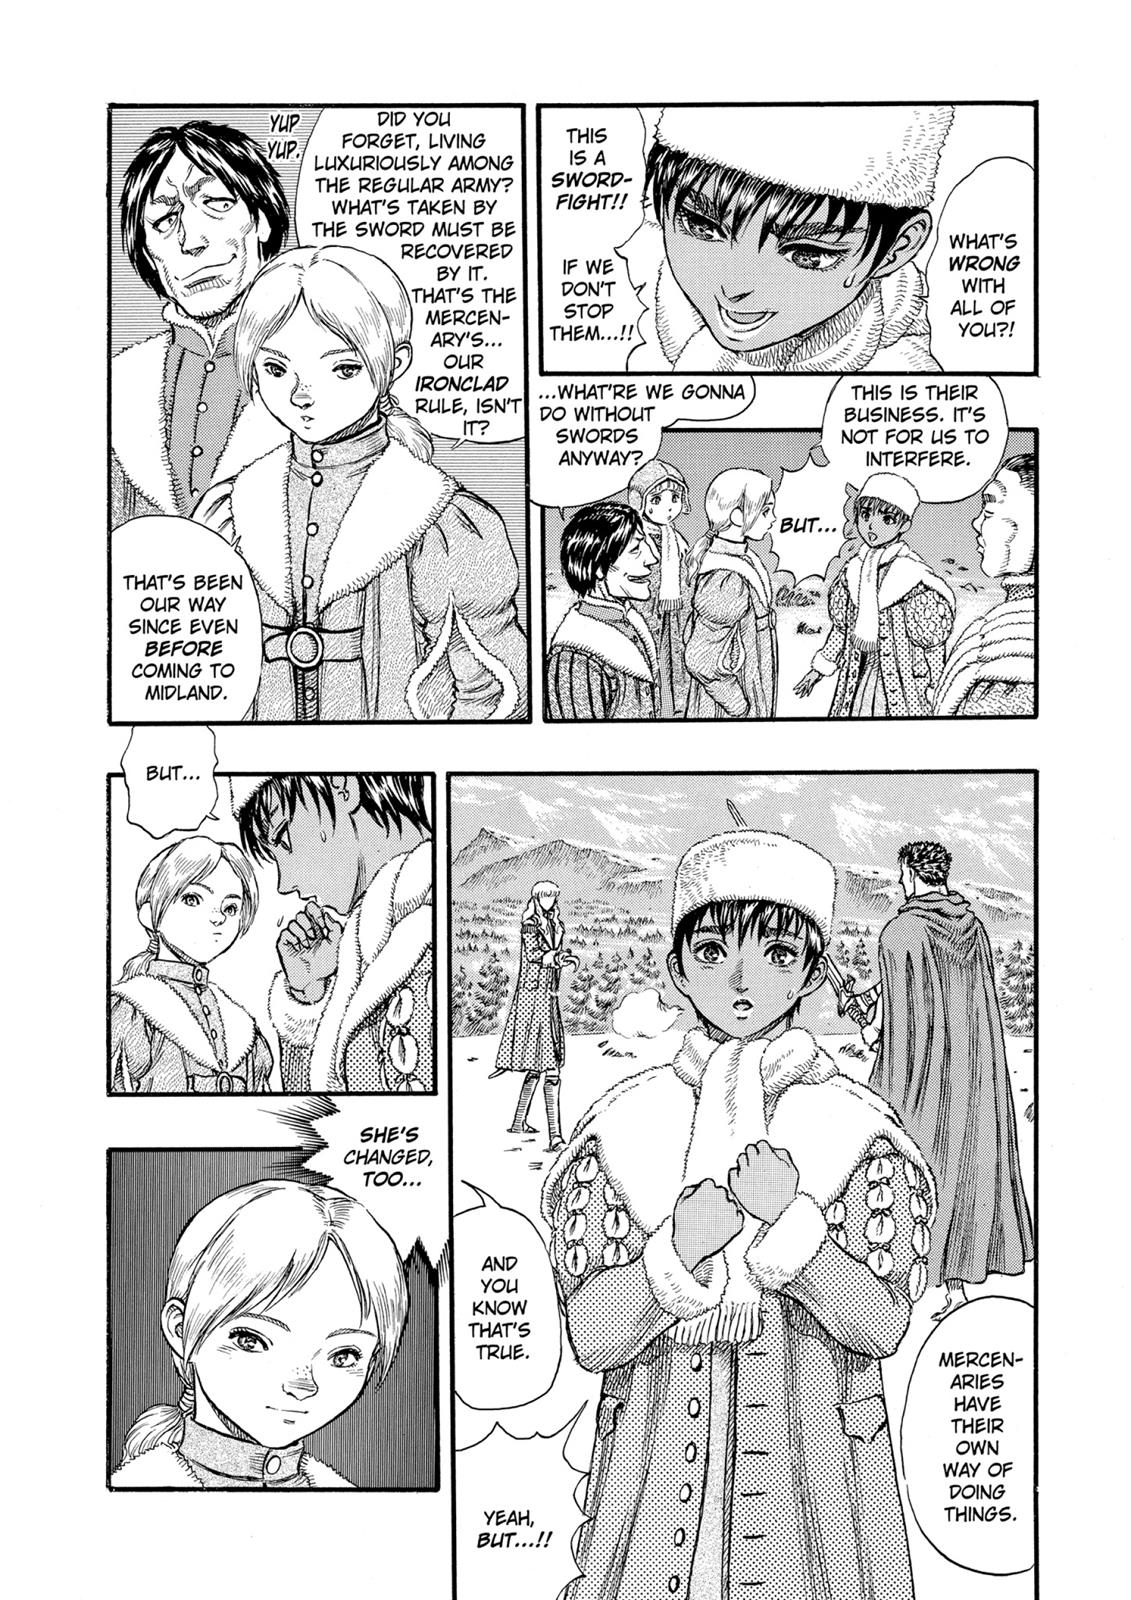 WHAT'S
WRONG
WITH
ALL OF
YOU?!
THIS
IS A
SWORD-
FIGHT!!
IF WE
DON'T
STOP
THEM...!!
THIS IS THEIR
BUSINESS. IT'S
NOT FOR US TO
INTERFERE.
BUT...
...WHAT'RE WE GONNA
DO WITHOUT
SWORDS
ANYWAY?
DID YOU
FORGET, LIVING
LUXURIOUSLY AMONG
THE REGULAR ARMY?
WHAT'S TAKEN BY
THE SWORD MUST BE
RECOVERED
BY IT.
THAT'S THE
MERCEN-
ARY'S...
OUR
IRONCLAD
RULE, ISN'T
IT?
YUP
YUP.
THAT'S BEEN
OUR WAY
SINCE EVEN
BEFORE
COMING TO
MIDLAND.
MERCEN-
ARIES
HAVE
THEIR
OWN
WAY OF
DOING
THINGS.
AND
YOU
KNOW
THAT'S
TRUE.
YEAH,
BUT...!!
BUT...
SHE'S
CHANGED,
TOO...